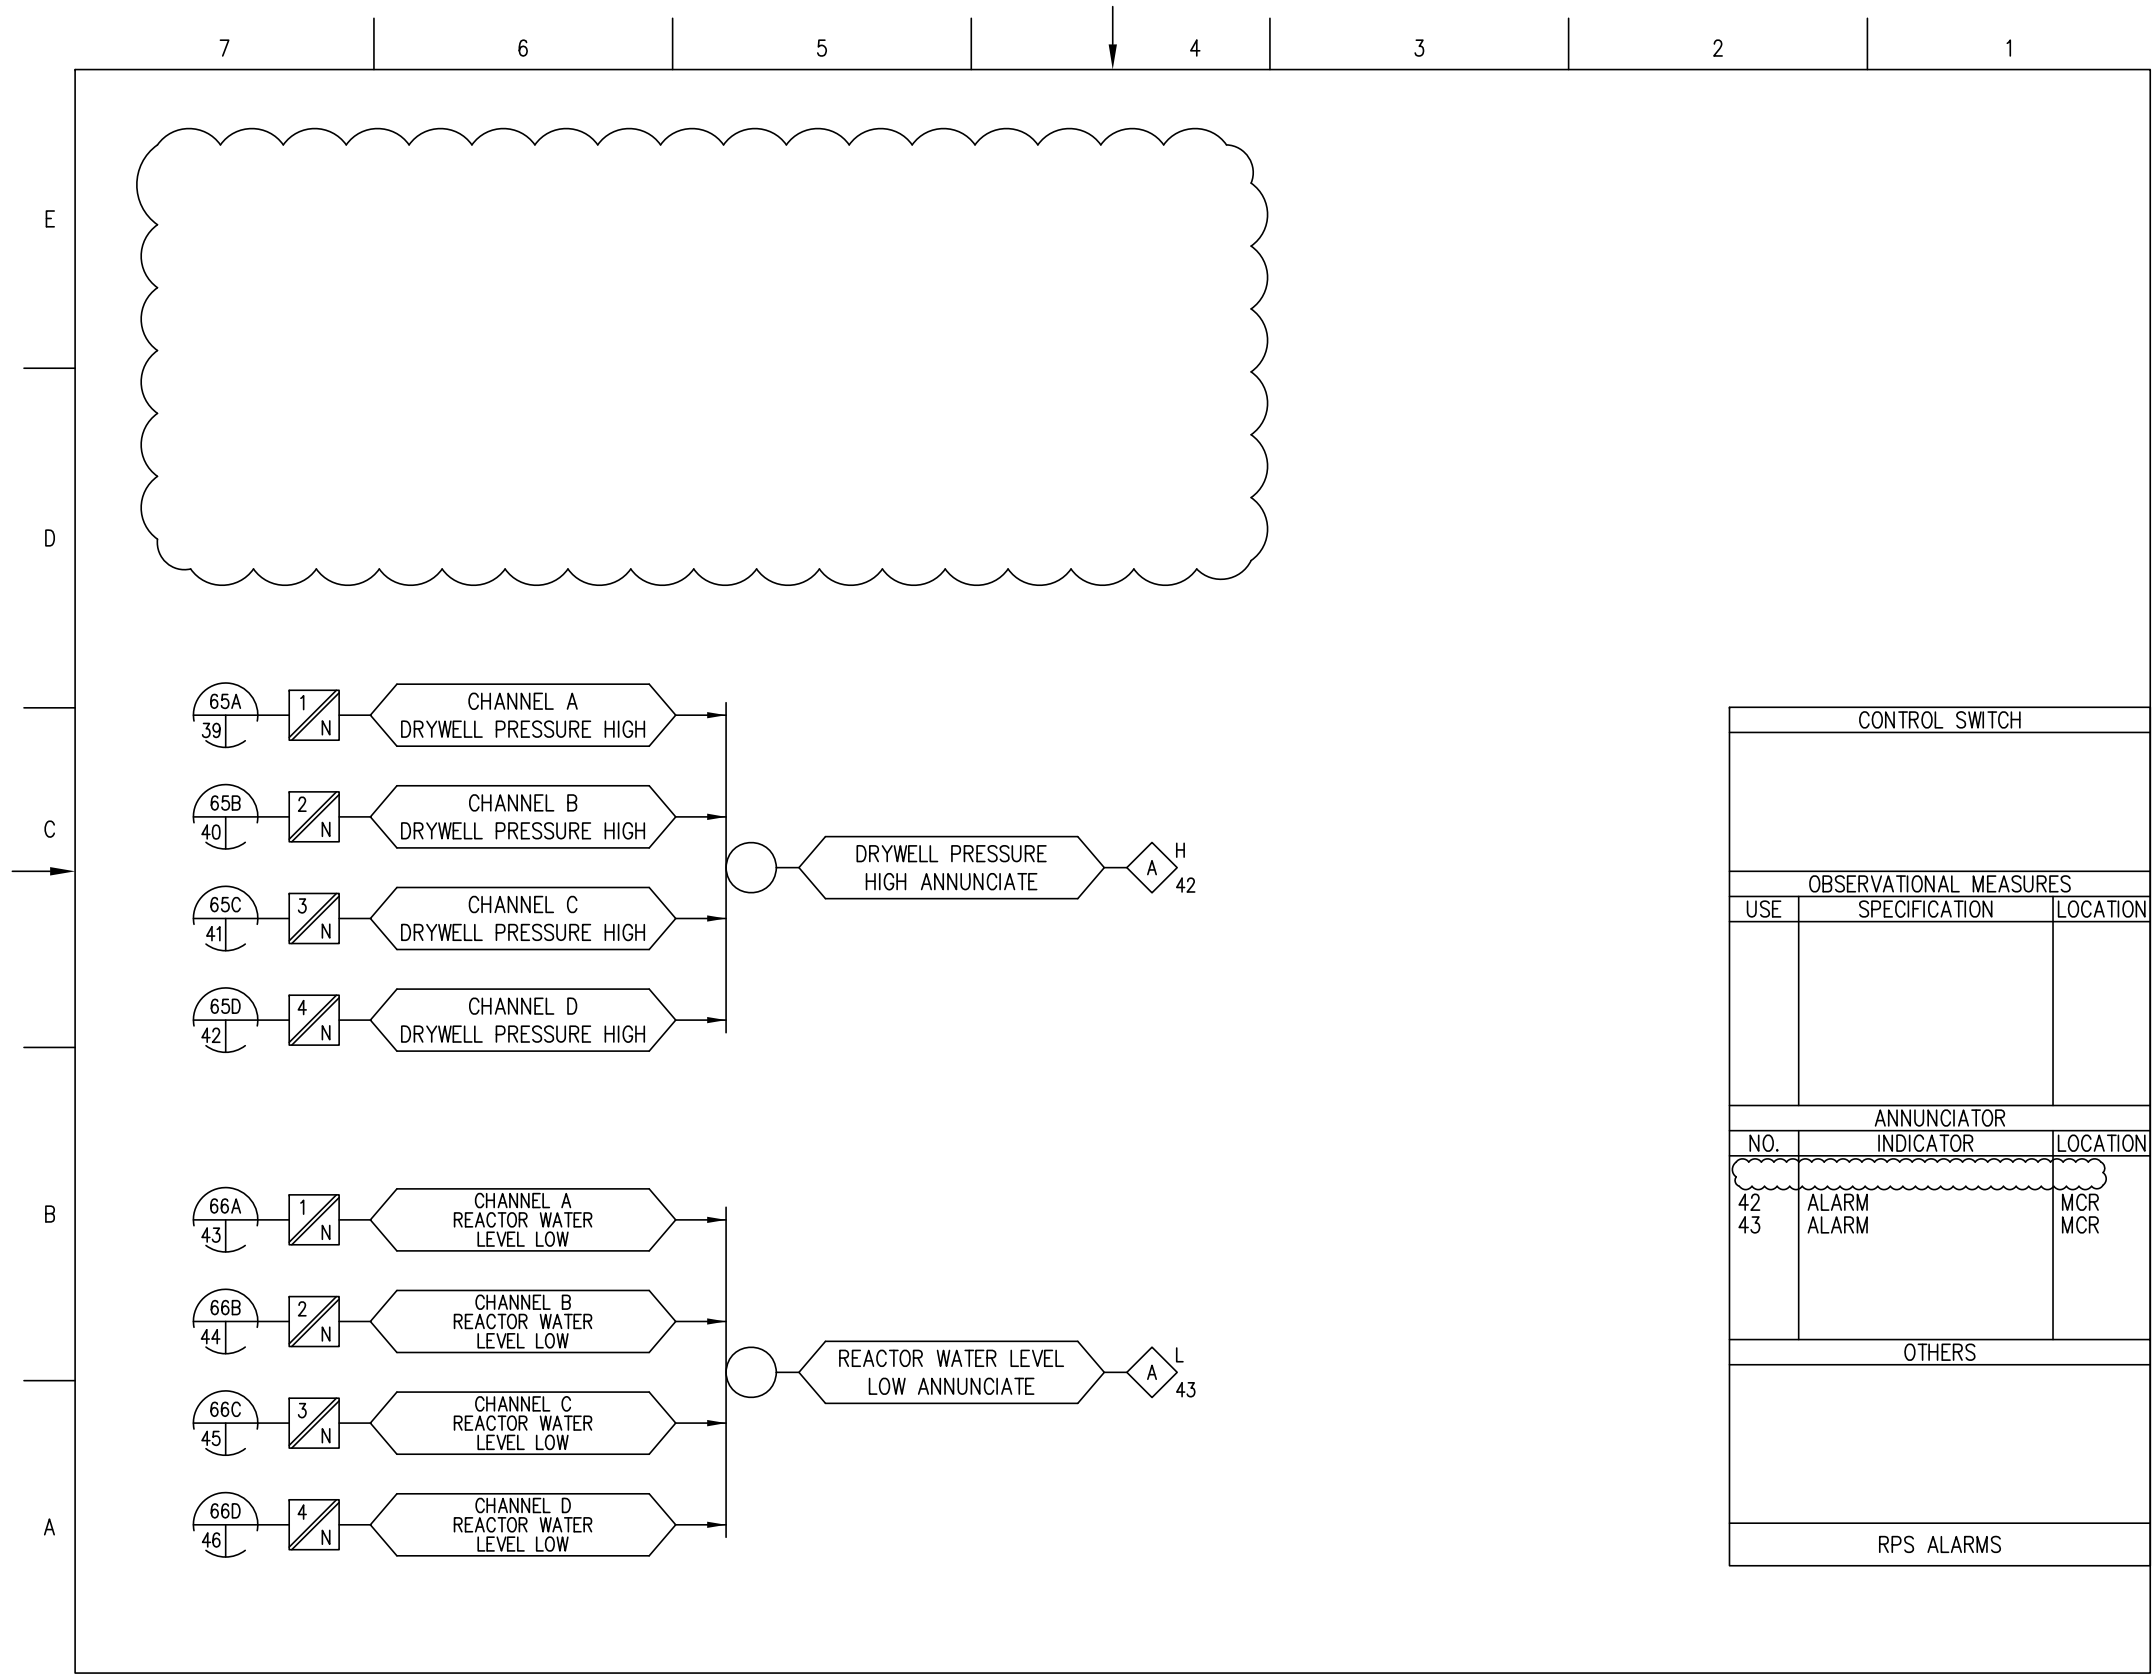 7 6 5 4 3 2 1
E
D
C
B
A
65A
39
1
N
CHANNEL A
DRYWELL PRESSURE HIGH
65B
40
2
N
CHANNEL B
DRYWELL PRESSURE HIGH
65C
41
3
N
CHANNEL C
DRYWELL PRESSURE HIGH
65D
42
4
N
CHANNEL D
DRYWELL PRESSURE HIGH
DRYWELL PRESSURE
HIGH ANNUNCIATE
A
H
42
66A
43
1
N
CHANNEL A
REACTOR WATER
LEVEL LOW
66B
44
2
N
CHANNEL B
REACTOR WATER
LEVEL LOW
66C
45
3
N
CHANNEL C
REACTOR WATER
LEVEL LOW
66D
46
4
N
CHANNEL D
REACTOR WATER
LEVEL LOW
REACTOR WATER LEVEL
LOW ANNUNCIATE
A
L
43
CONTROL SWITCH
OBSERVATIONAL MEASURES
USE SPECIFICATION LOCATION
ANNUNCIATOR
NO. INDICATOR LOCATION
42 ALARM MCR
43 ALARM MCR
OTHERS
RPS ALARMS